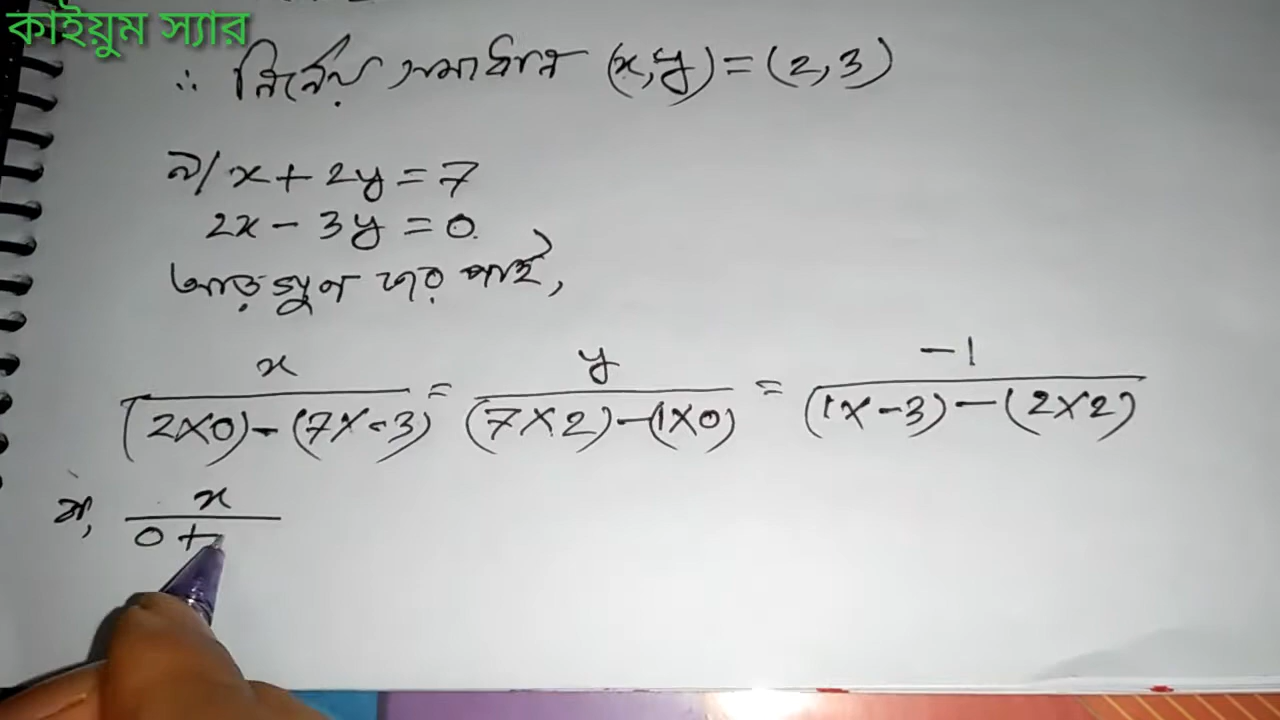 কাইয়ুম স্যার
∴ নির্ণেয় সমাধান (x,y)=(2,3)
৯/ x+2y=7
2x-3y=0
আড়গুণ করে পাই,
x/((2×0)-(7×-3)) = y/((7×2)-(1×0)) = -1/((1×-3)-(2×2))
বা, x/(0+